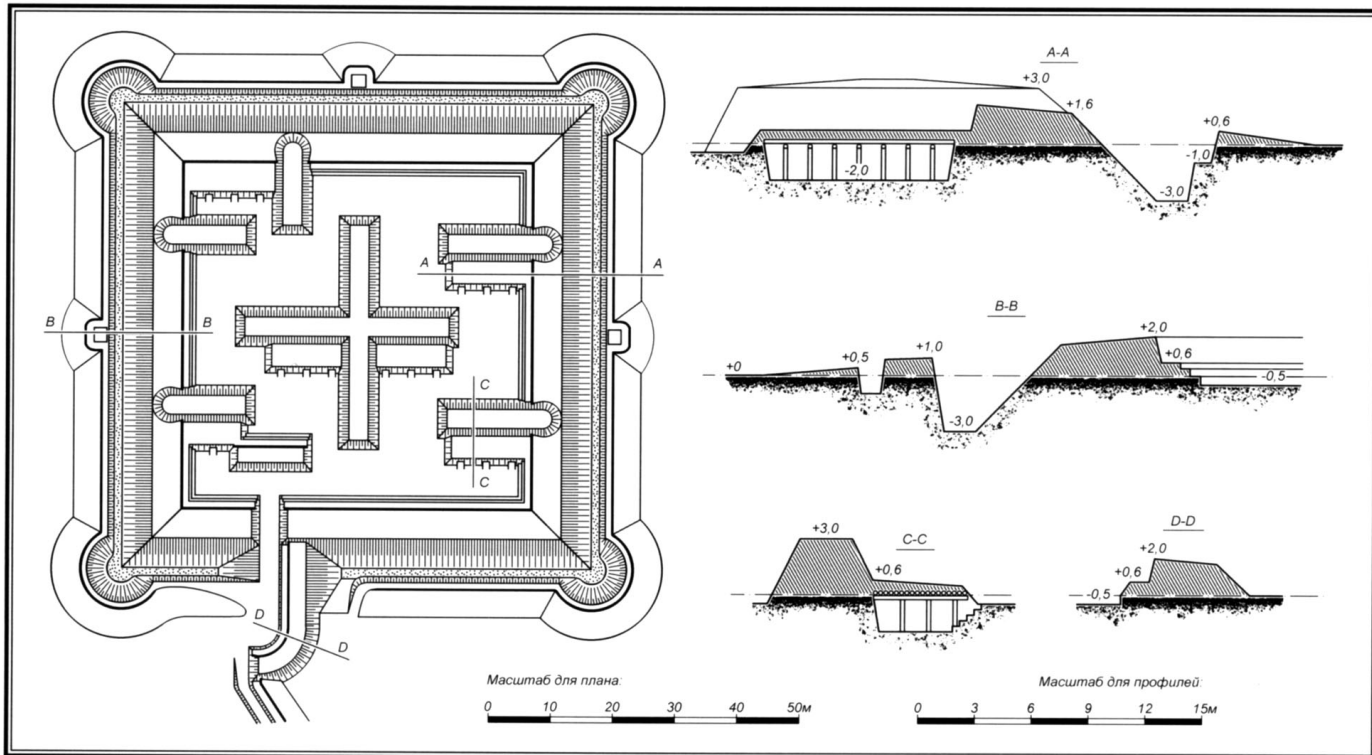 A-A
+3,0
+1,6
+0,6
-1,0
-2,0
-3,0
A A
B B
B-B
+2,0
+0,5
+1,0
+0,6
+0
-0,5
-3,0
C
C
C-C
+3,0
+0,6
D-D
+2,0
+0,6
-0,5
D
D
Масштаб для плана:
0 10 20 30 40 50м
Масштаб для профилей:
0 3 6 9 12 15м